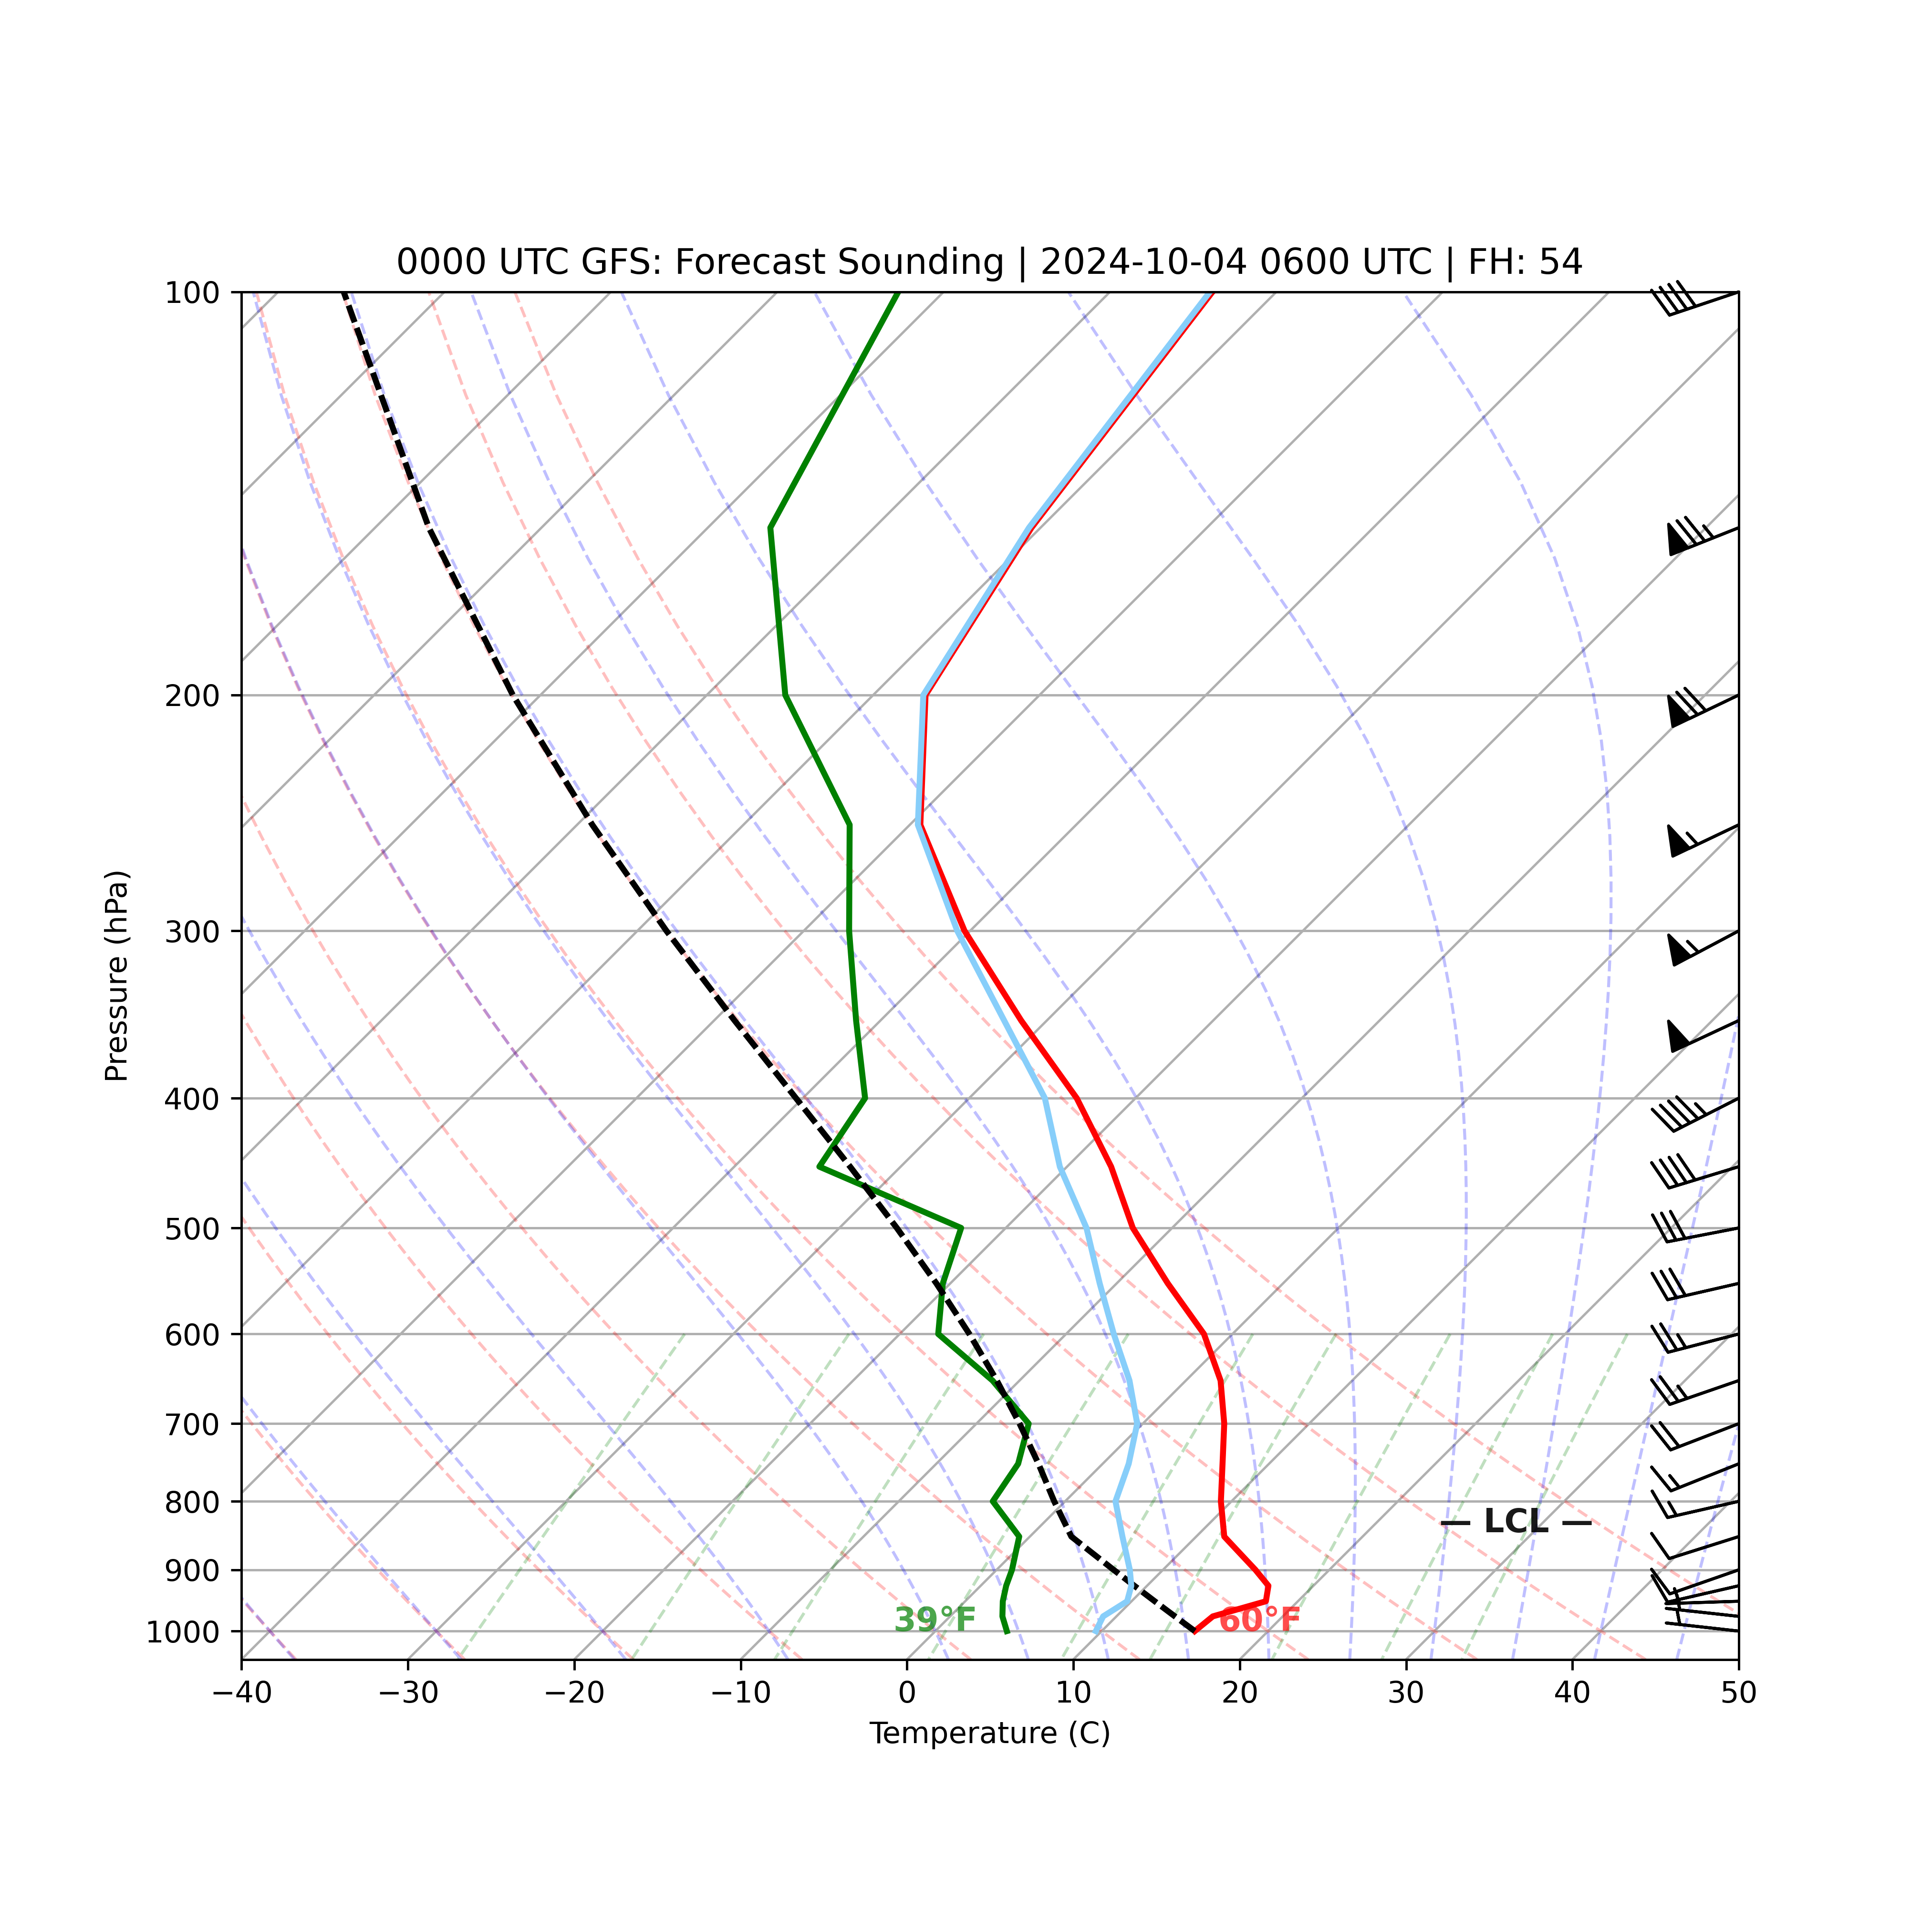 0000 UTC GFS: Forecast Sounding | 2024-10-04 0600 UTC | FH: 54
100
200
300
400
500
600
700
800
900
1000
Pressure (hPa)
— LCL —
39°F
60°F
−40 −30 −20 −10 0 10 20 30 40 50
Temperature (C)